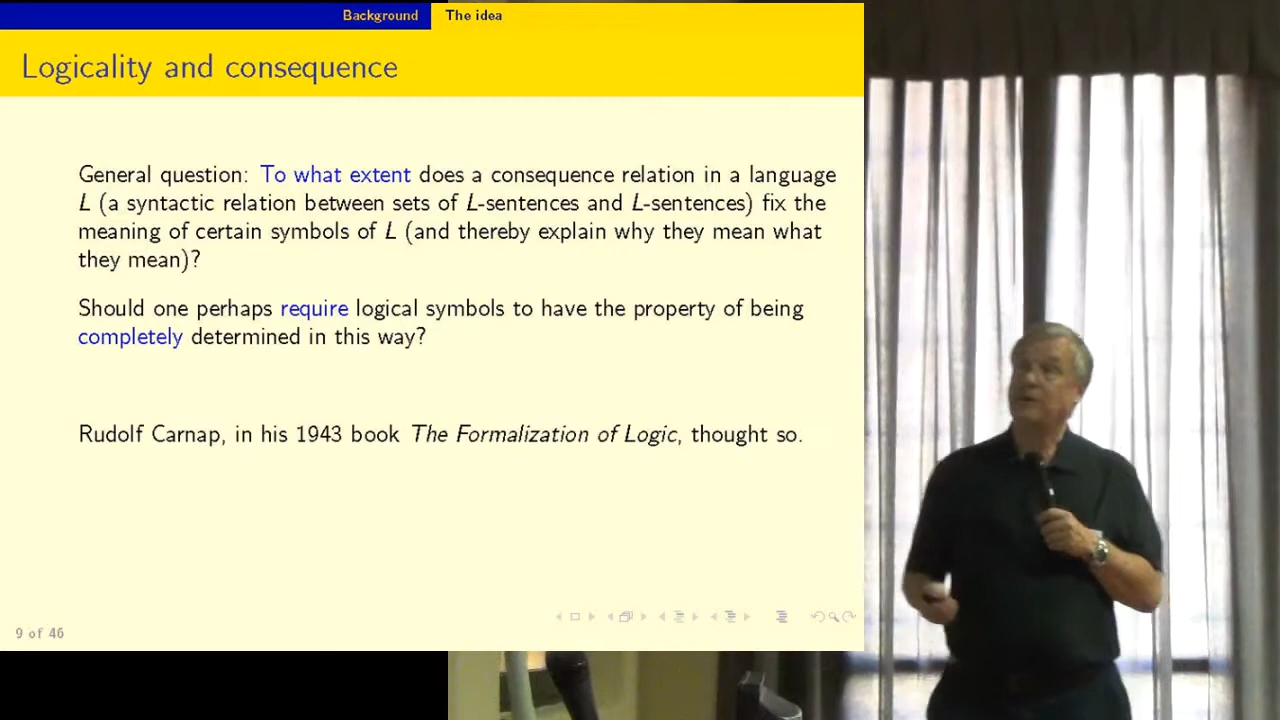 Background The idea
Logicality and consequence
General question: To what extent does a consequence relation in a language
L (a syntactic relation between sets of L-sentences and L-sentences) fix the
meaning of certain symbols of L (and thereby explain why they mean what
they mean)?
Should one perhaps require logical symbols to have the property of being
completely determined in this way?
Rudolf Carnap, in his 1943 book The Formalization of Logic, thought so.
9 of 46